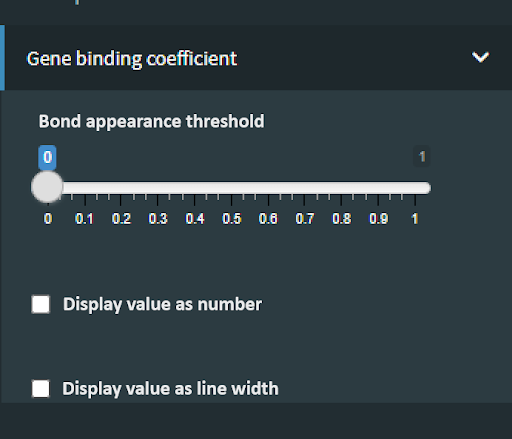 Gene binding coefficient
Bond appearance threshold
0 1
0 0.1 0.2 0.3 0.4 0.5 0.6 0.7 0.8 0.9 1
Display value as number
Display value as line width